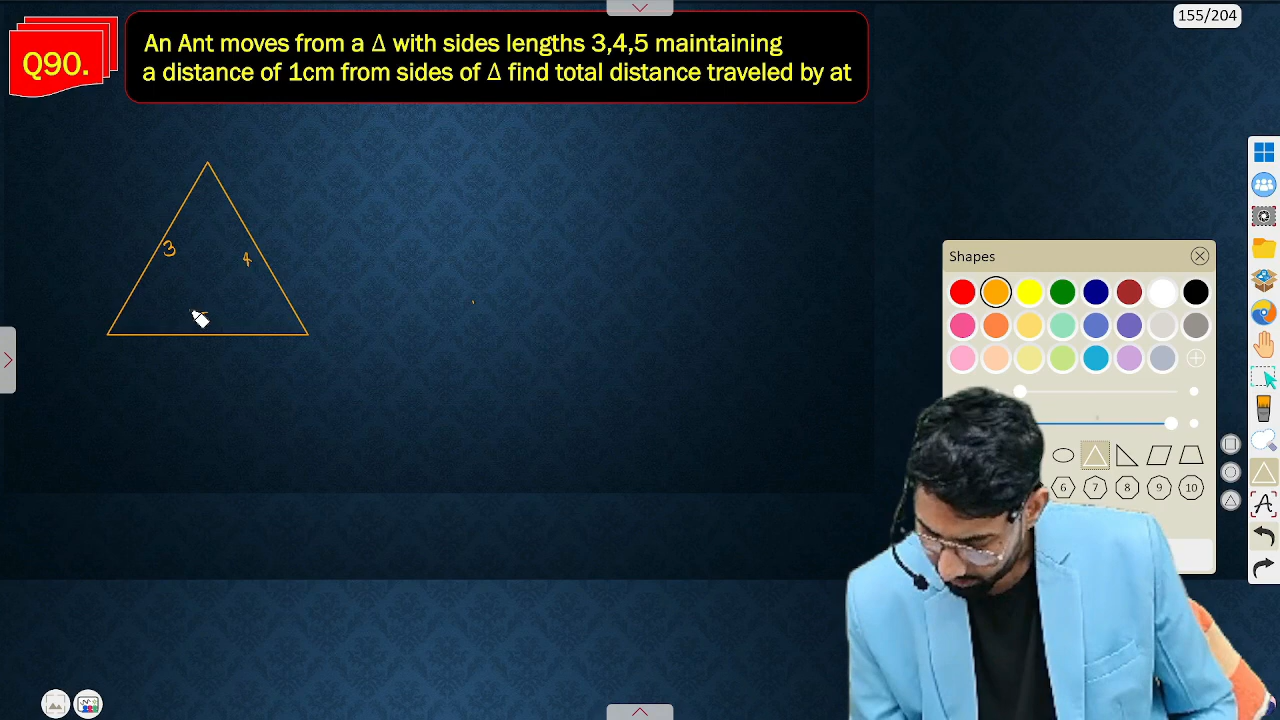 155/204
Q90.
An Ant moves from a Δ with sides lengths 3,4,5 maintaining
a distance of 1cm from sides of Δ find total distance traveled by at
3
4
Shapes
6 7 8 9 10
A